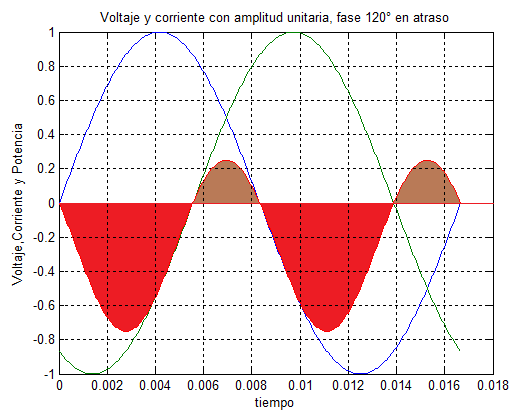 Voltaje y corriente con amplitud unitaria, fase 120° en atraso
Voltaje,Corriente y Potencia
1
0.8
0.6
0.4
0.2
0
-0.2
-0.4
-0.6
-0.8
-1
0 0.002 0.004 0.006 0.008 0.01 0.012 0.014 0.016 0.018
tiempo